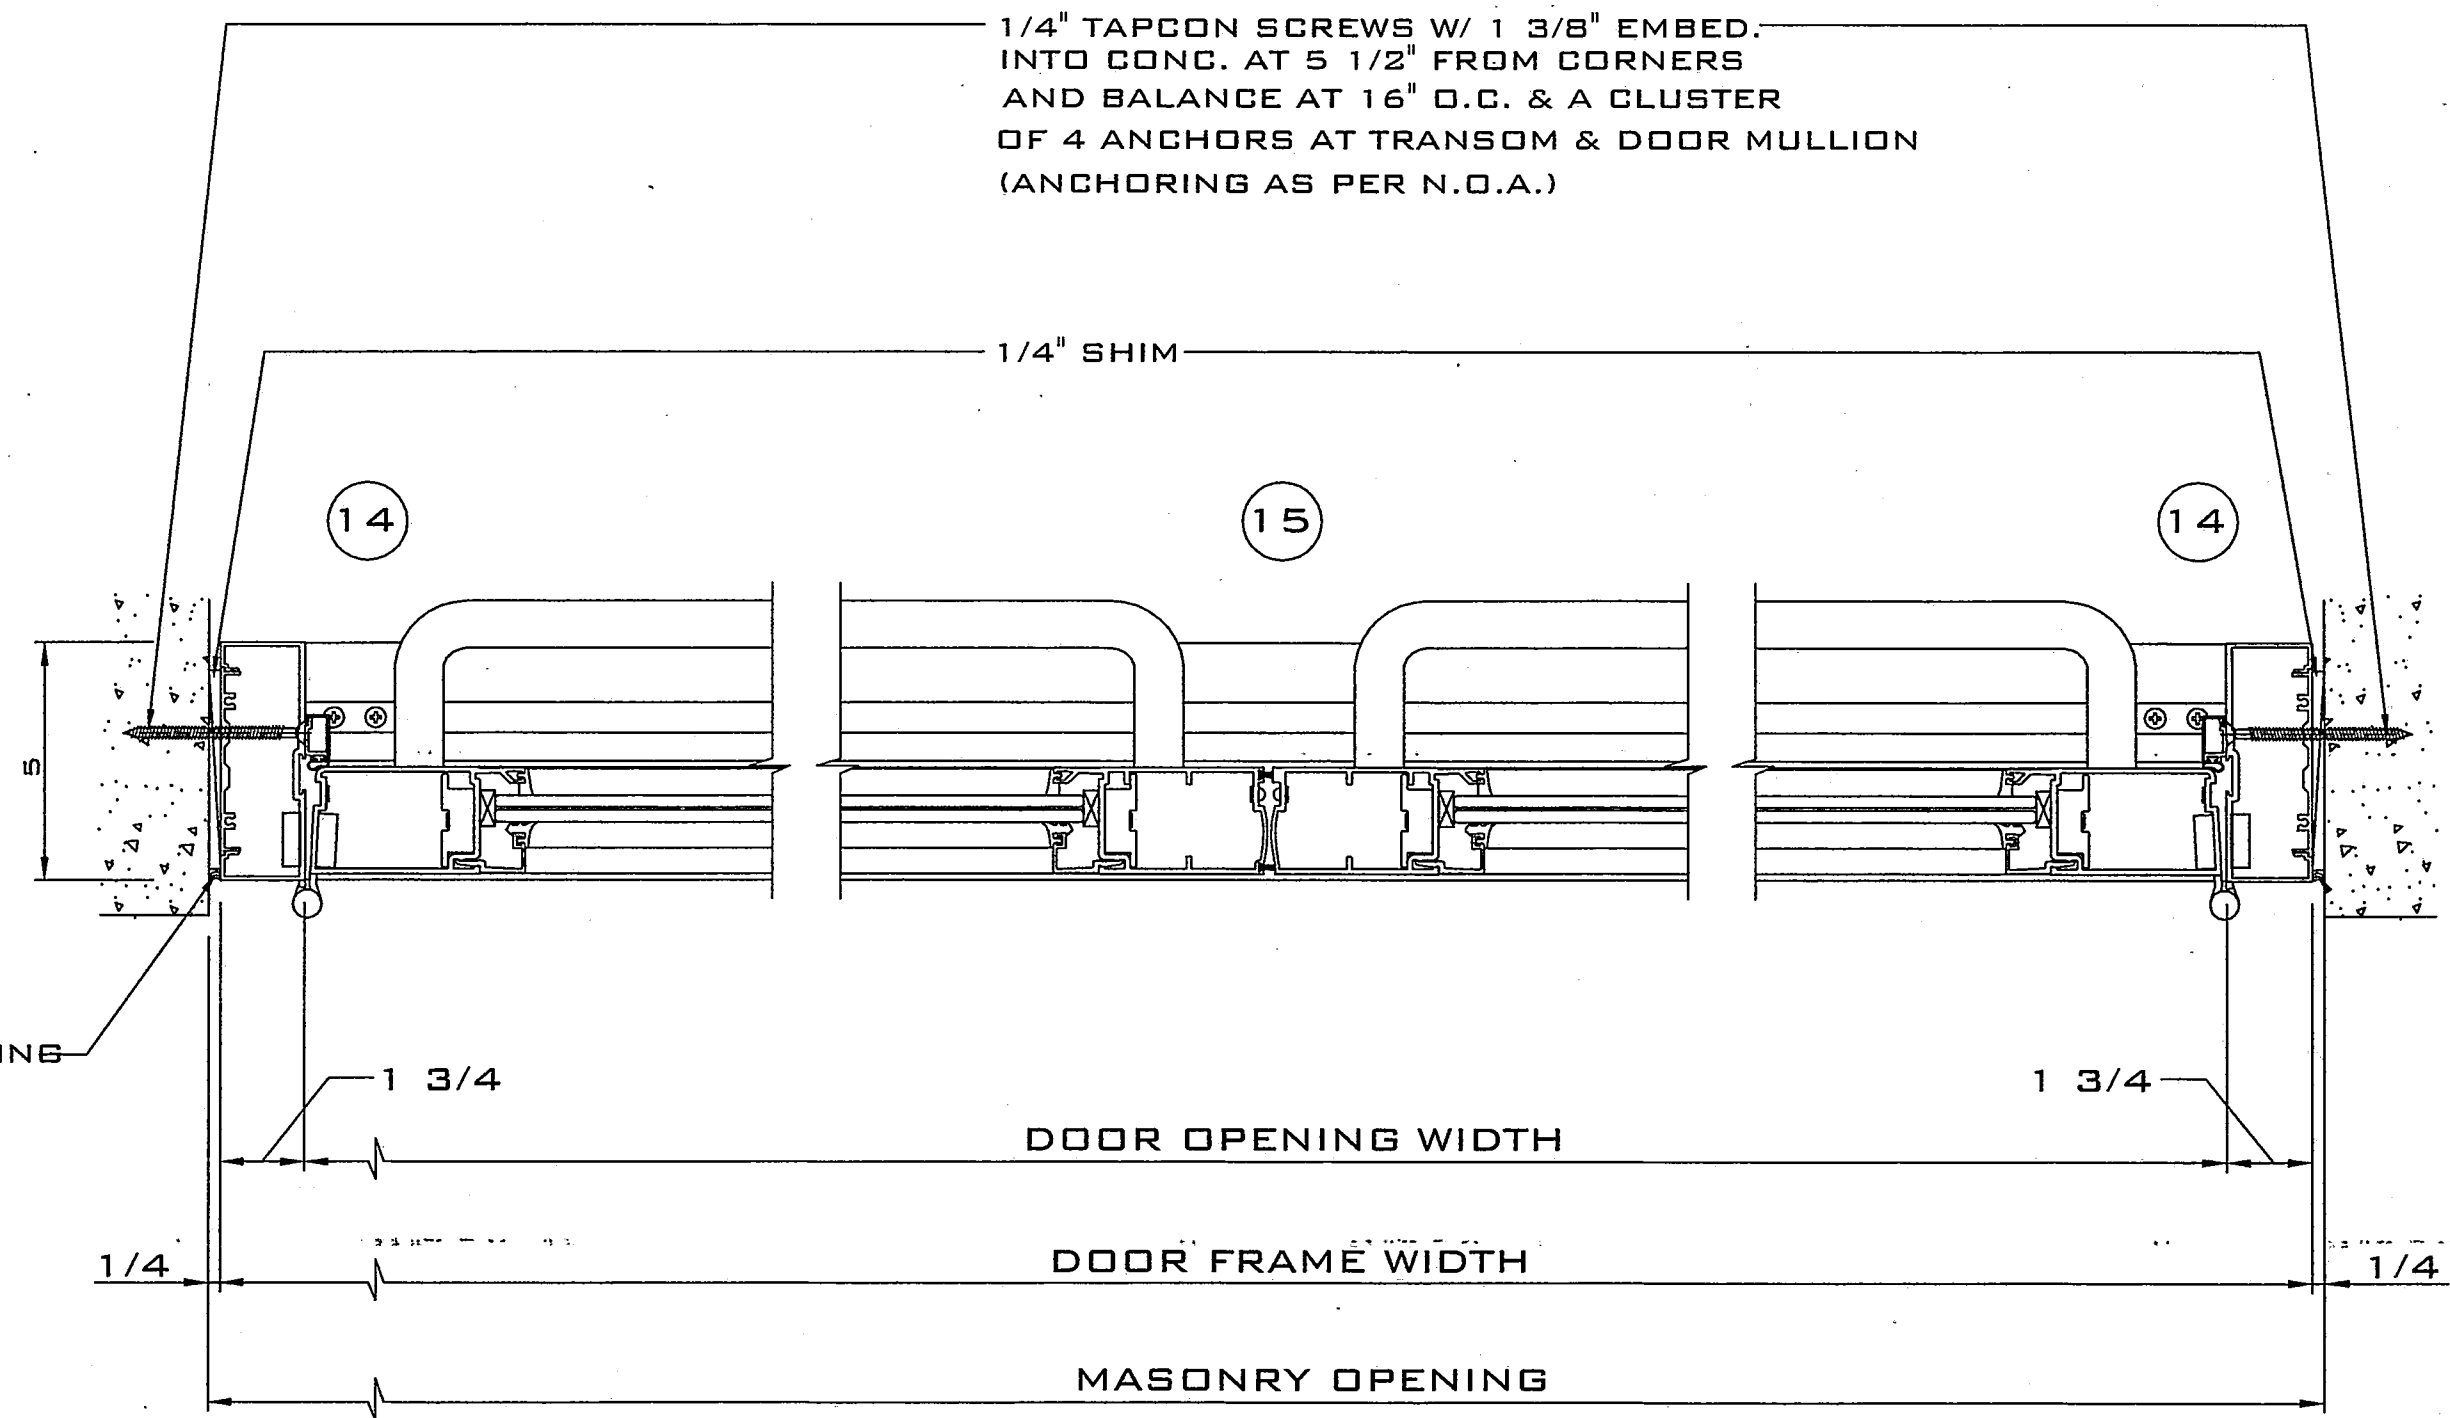 1/4" TAPCON SCREWS W/ 1 3/8" EMBED.
INTO CONC. AT 5 1/2" FROM CORNERS
AND BALANCE AT 16" O.C. & A CLUSTER
OF 4 ANCHORS AT TRANSOM & DOOR MULLION
(ANCHORING AS PER N.O.A.)
1/4" SHIM
14
15
14
5
1 3/4
1 3/4
DOOR OPENING WIDTH
1/4
DOOR FRAME WIDTH
1/4
MASONRY OPENING